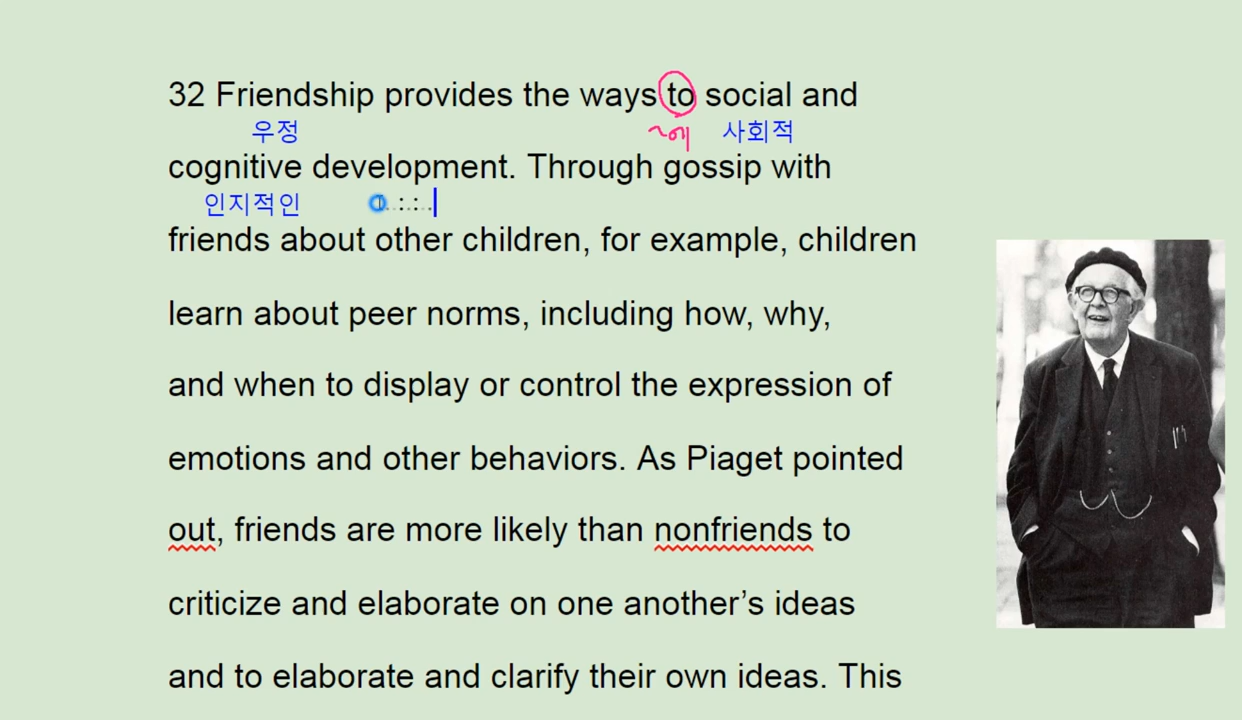 32 Friendship provides the ways to social and
우정 ~에 사회적
cognitive development. Through gossip with
인지적인
friends about other children, for example, children
learn about peer norms, including how, why,
and when to display or control the expression of
emotions and other behaviors. As Piaget pointed
out, friends are more likely than nonfriends to
criticize and elaborate on one another’s ideas
and to elaborate and clarify their own ideas. This